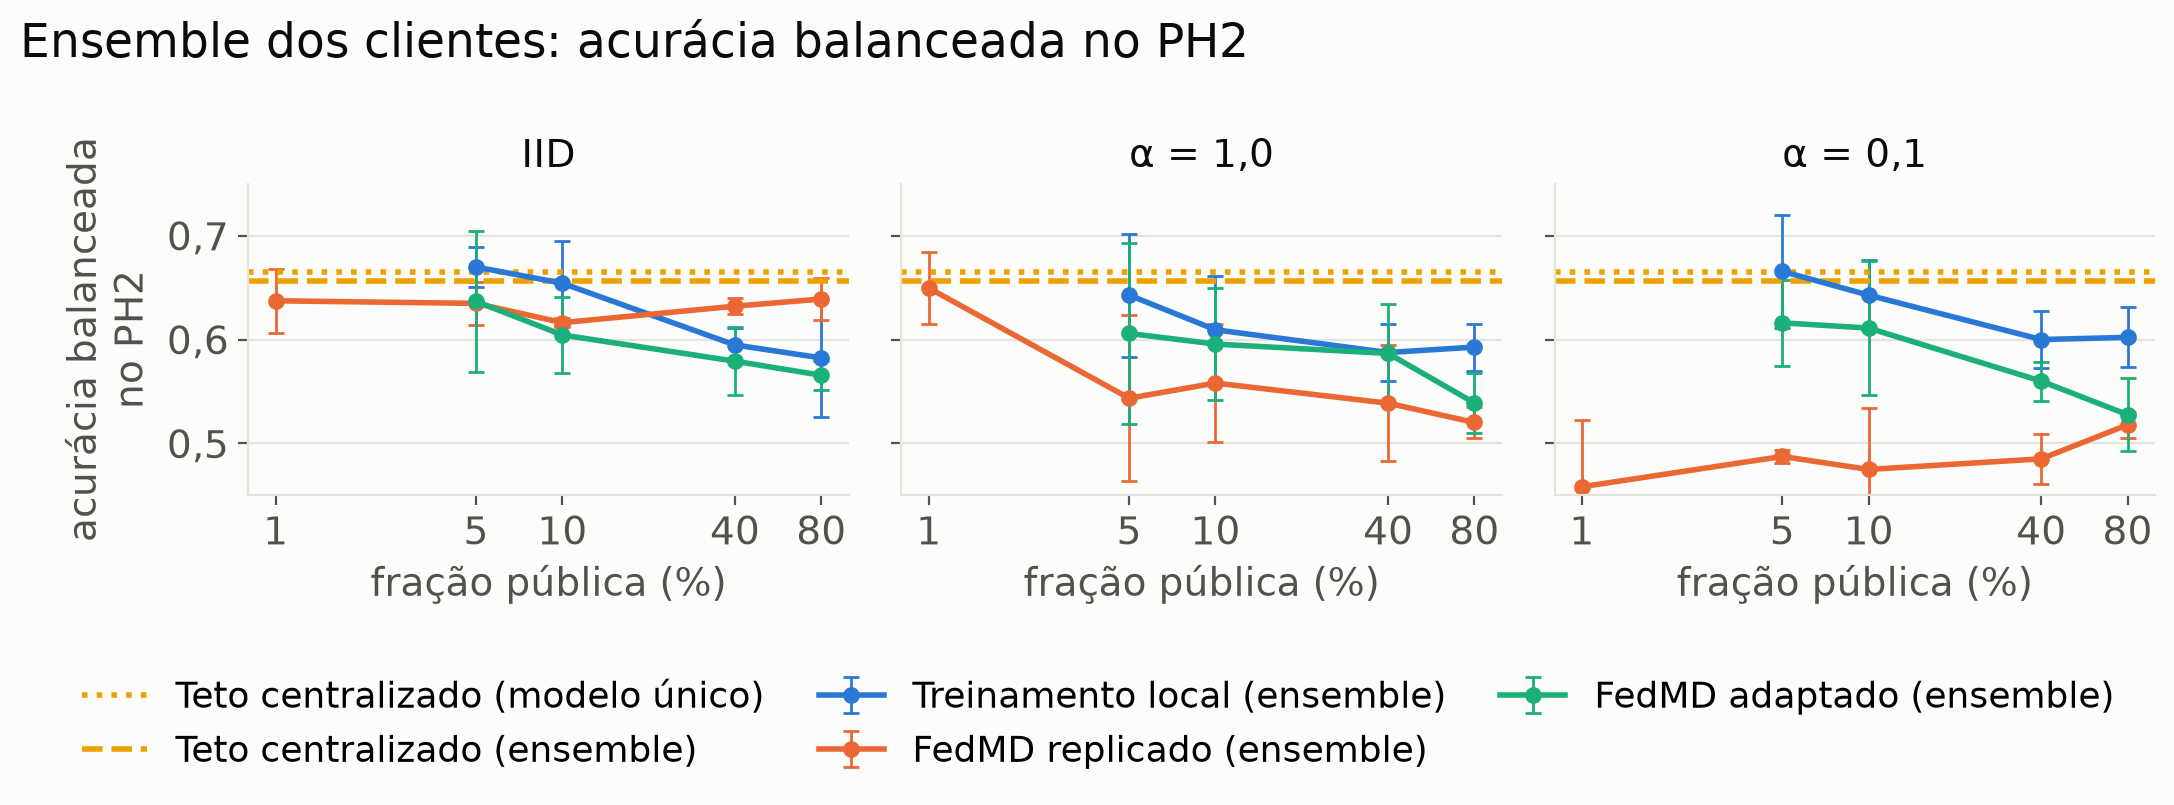 Ensemble dos clientes: acurácia balanceada no PH2
IID
α = 1,0
α = 0,1
acurácia balanceada
no PH2
0,7
0,6
0,5
1 5 10 40 80
1 5 10 40 80
1 5 10 40 80
fração pública (%)
fração pública (%)
fração pública (%)
Teto centralizado (modelo único)
Teto centralizado (ensemble)
Treinamento local (ensemble)
FedMD replicado (ensemble)
FedMD adaptado (ensemble)